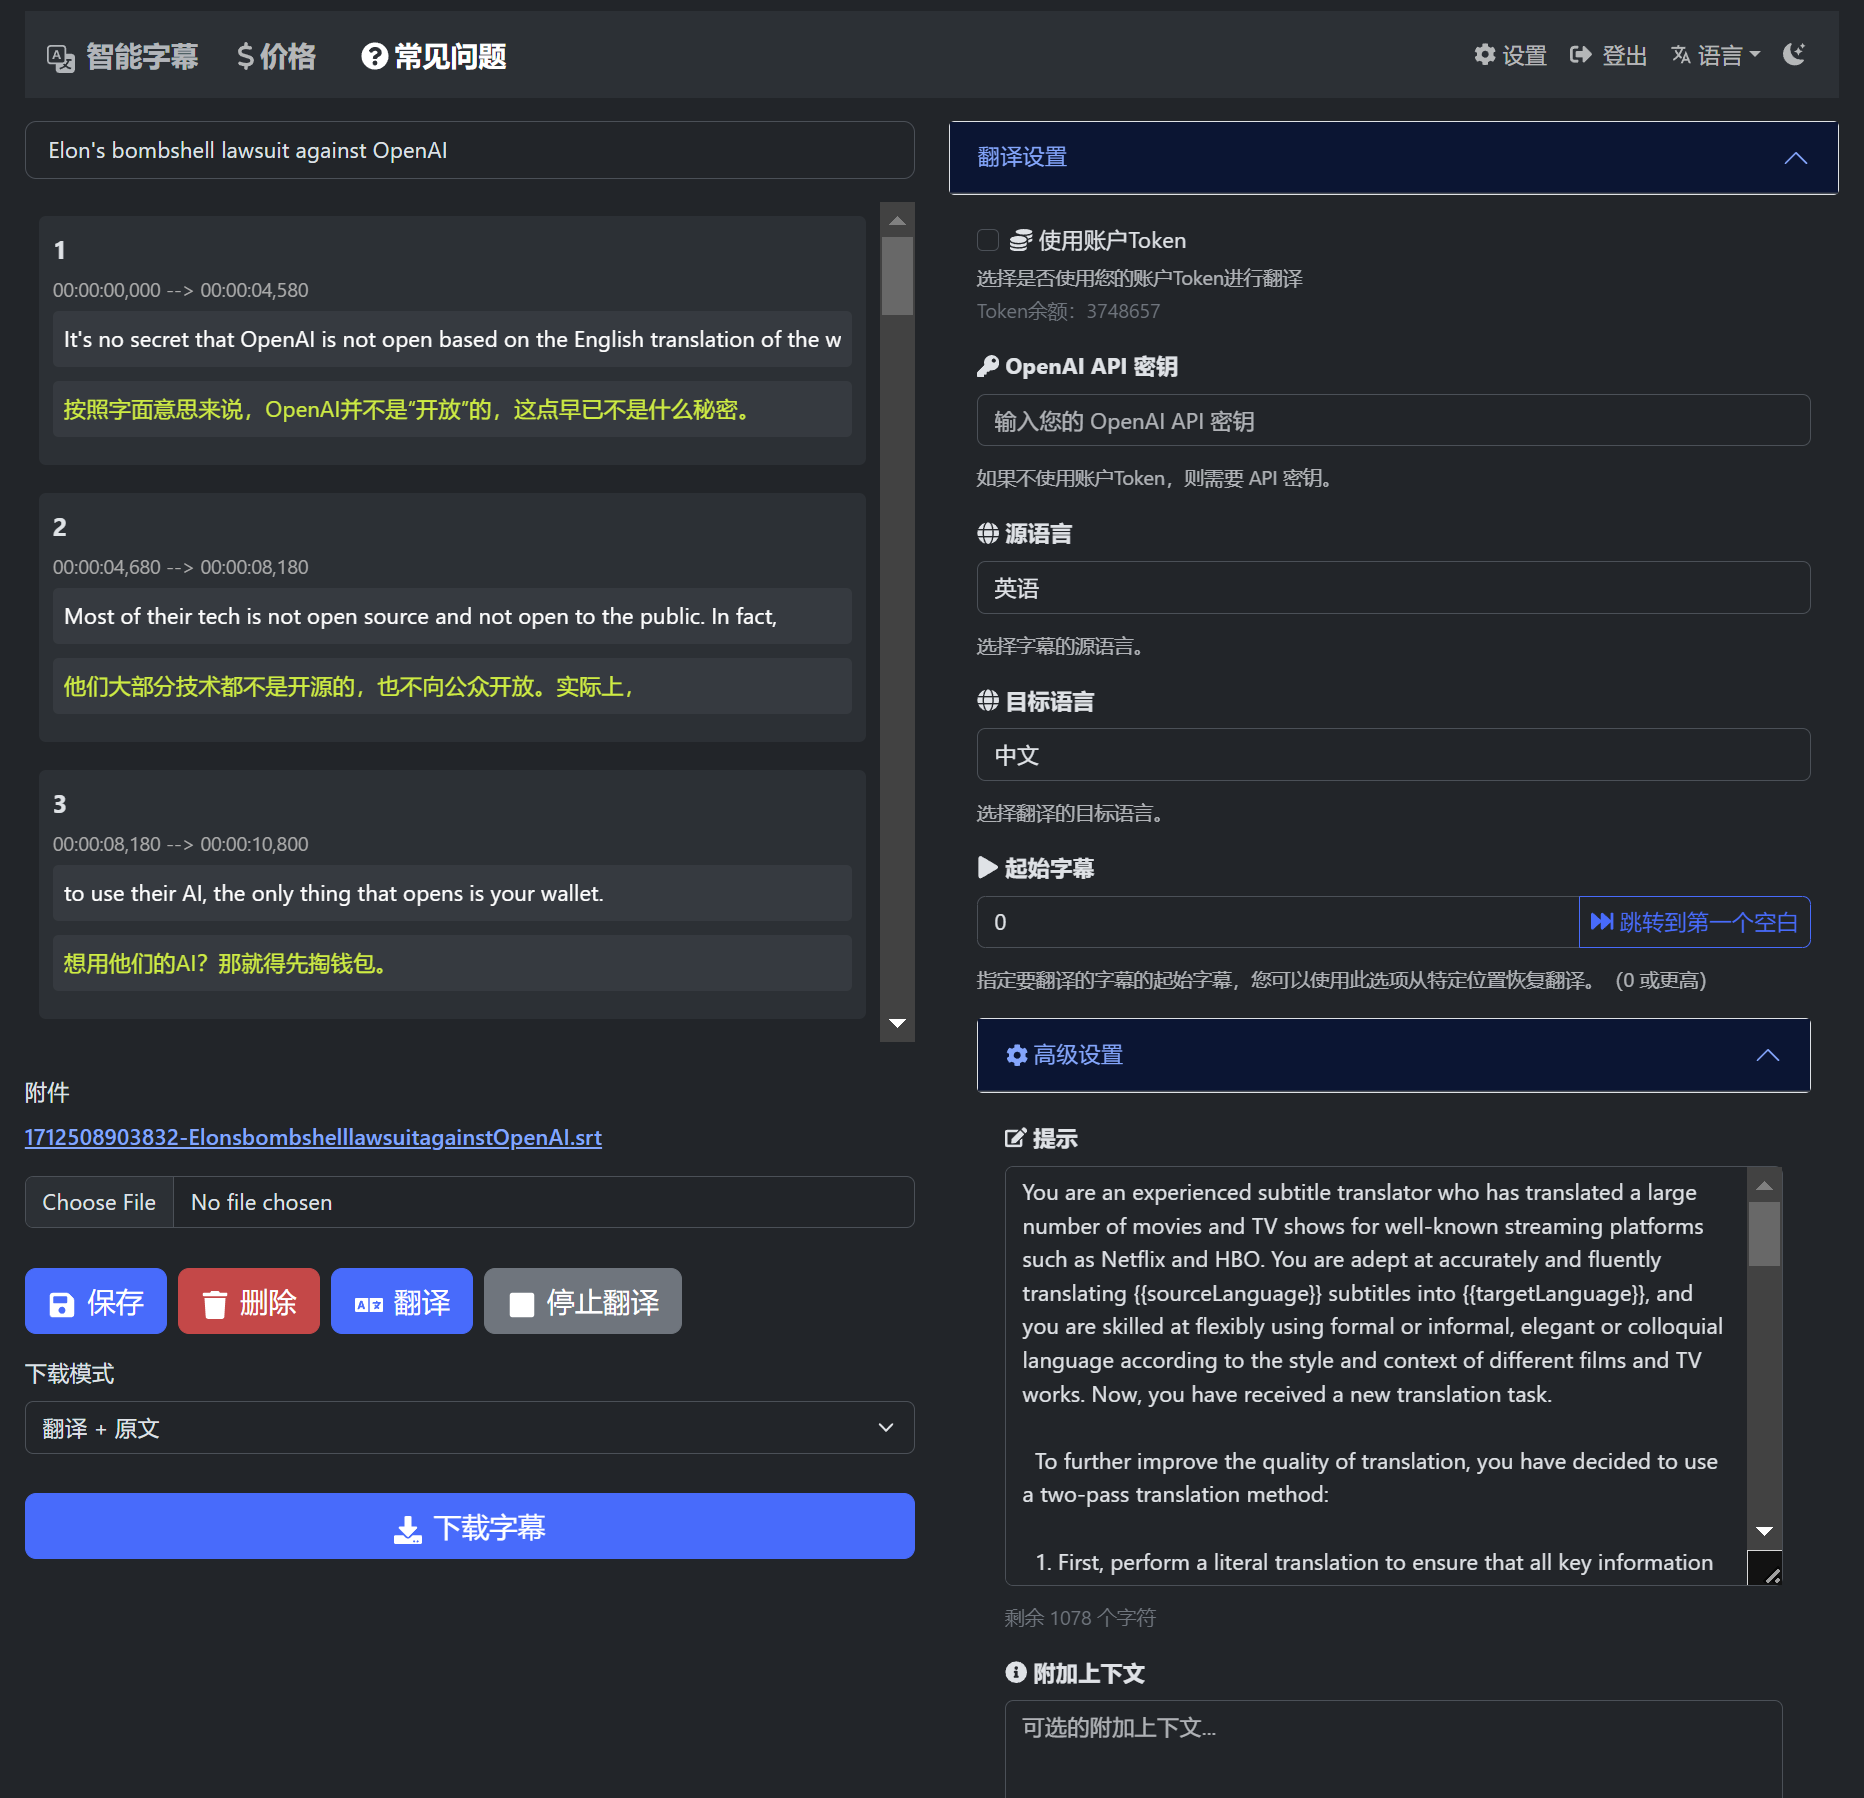 智能字幕
价格
常见问题
设置
登出
语言
Elon's bombshell lawsuit against OpenAI
1
00:00:00,000 --> 00:00:04,580
It's no secret that OpenAI is not open based on the English translation of the w
按照字面意思来说，OpenAI并不是“开放”的，这点早已不是什么秘密。
2
00:00:04,680 --> 00:00:08,180
Most of their tech is not open source and not open to the public. In fact,
他们大部分技术都不是开源的，也不向公众开放。实际上，
3
00:00:08,180 --> 00:00:10,800
to use their AI, the only thing that opens is your wallet.
想用他们的AI？那就得先掏钱包。
附件
1712508903832-ElonsbombshelllawsuitagainstOpenAI.srt
Choose File No file chosen
保存
删除
翻译
停止翻译
下载模式
翻译 + 原文
下载字幕
翻译设置
使用账户Token
选择是否使用您的账户Token进行翻译
Token余额：3748657
OpenAI API 密钥
输入您的 OpenAI API 密钥
如果不使用账户Token，则需要 API 密钥。
源语言
英语
选择字幕的源语言。
目标语言
中文
选择翻译的目标语言。
起始字幕
0
跳转到第一个空白
指定要翻译的字幕的起始字幕，您可以使用此选项从特定位置恢复翻译。（0 或更高）
高级设置
提示
You are an experienced subtitle translator who has translated a large
number of movies and TV shows for well-known streaming platforms
such as Netflix and HBO. You are adept at accurately and fluently
translating {{sourceLanguage}} subtitles into {{targetLanguage}}, and
you are skilled at flexibly using formal or informal, elegant or colloquial
language according to the style and context of different films and TV
works. Now, you have received a new translation task.
To further improve the quality of translation, you have decided to use
a two-pass translation method:
1. First, perform a literal translation to ensure that all key information
剩余 1078 个字符
附加上下文
可选的附加上下文...